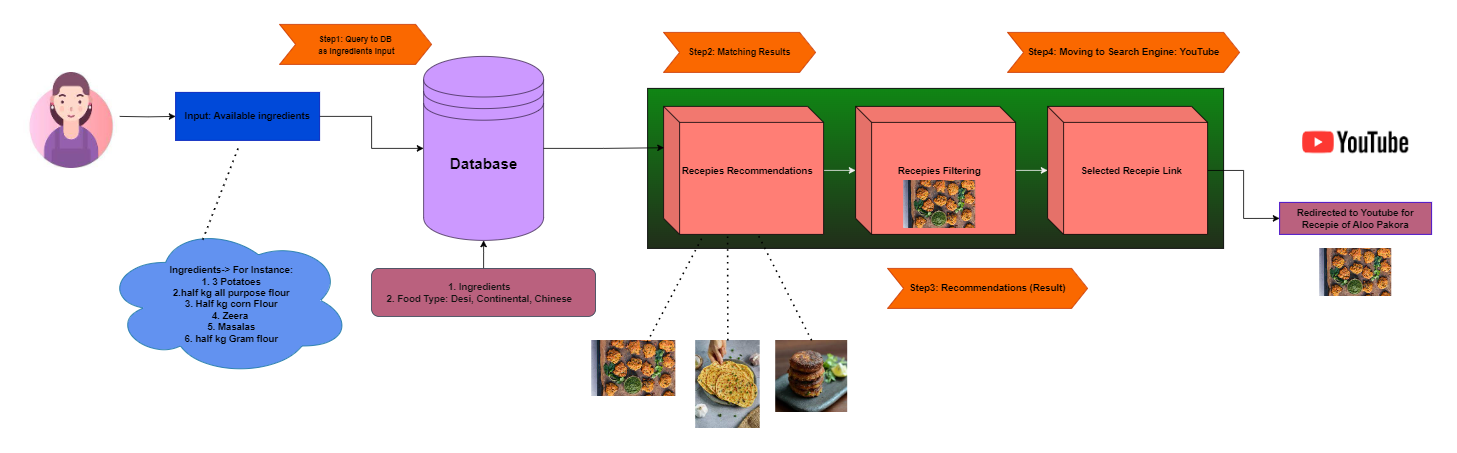 Step1: Query to DB
as Ingredients Input
Step2: Matching Results
Step4: Moving to Search Engine: YouTube
Input: Available ingredients
Database
Recepies Recommendations
Recepies Filtering
Selected Recepie Link
YouTube
Redirected to Youtube for
Recepie of Aloo Pakora
Ingredients-> For Instance:
1. 3 Potatoes
2.half kg all purpose flour
3. Half kg corn Flour
4. Zeera
5. Masalas
6. half kg Gram flour
1. Ingredients
2. Food Type: Desi, Continental, Chinese
Step3: Recommendations (Result)